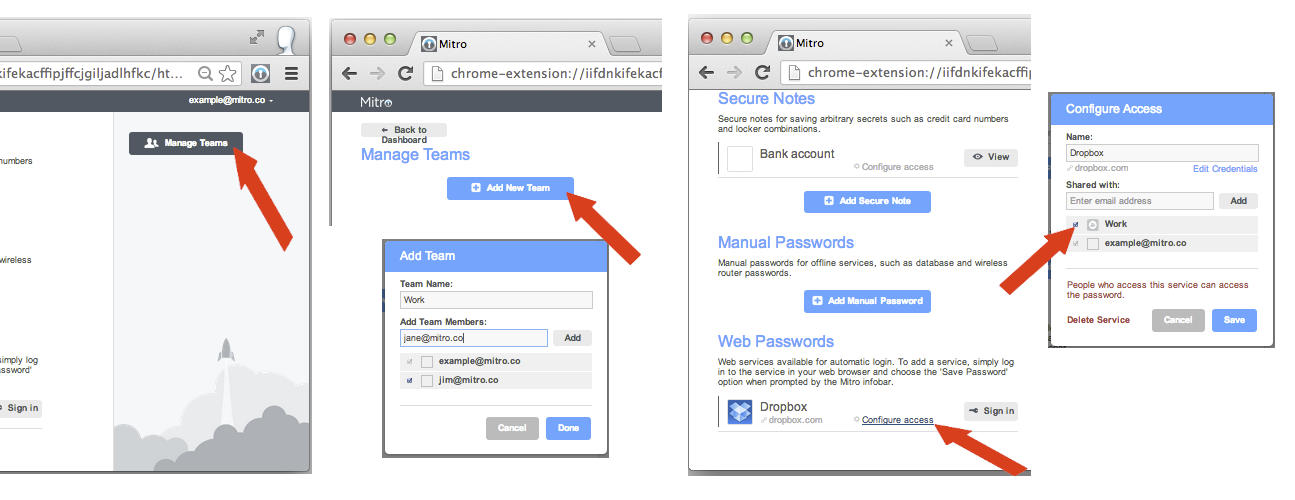 kifekacffipjffcjgiljadlhfkc/ht...
example@mitro.co
Manage Teams
numbers
wireless
simply log
assword'
Sign in
Mitro
chrome-extension://iifdnkifekacf
Mitro
Back to
Dashboard
Manage Teams
Add New Team
Add Team
Team Name:
Work
Add Team Members:
jane@mitro.co
Add
example@mitro.co
jim@mitro.co
Cancel
Done
Mitro
chrome-extension://iifdnkifekacffip
Secure Notes
Secure notes for saving arbitrary secrets such as credit card numbers
and locker combinations.
Bank account
Configure access
View
Add Secure Note
Manual Passwords
Manual passwords for offline services, such as database and wireless
router passwords.
Add Manual Password
Web Passwords
Web services available for automatic login. To add a service, simply log
in to the service in your web browser and choose the 'Save Password'
option when prompted by the Mitro infobar.
Dropbox
dropbox.com
Configure access
Sign in
Configure Access
Name:
Dropbox
dropbox.com
Edit Credentials
Shared with:
Enter email address
Add
Work
example@mitro.co
People who access this service can access
the password.
Delete Service
Cancel
Save